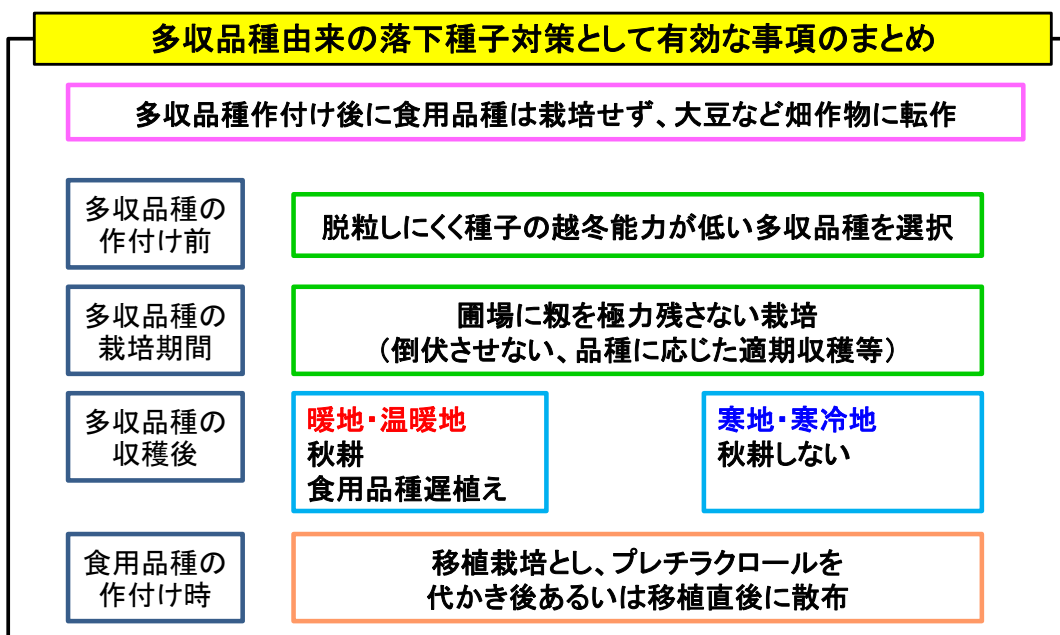 多収品種由来の落下種子対策として有効な事項のまとめ
多収品種作付け後に食用品種は栽培せず、大豆など畑作物に転作
多収品種の
作付け前
脱粒しにくく種子の越冬能力が低い多収品種を選択
多収品種の
栽培期間
圃場に籾を極力残さない栽培
（倒伏させない、品種に応じた適期収穫等）
多収品種の
収穫後
暖地・温暖地
秋耕
食用品種遅植え
寒地・寒冷地
秋耕しない
食用品種の
作付け時
移植栽培とし、プレチラクロールを
代かき後あるいは移植直後に散布